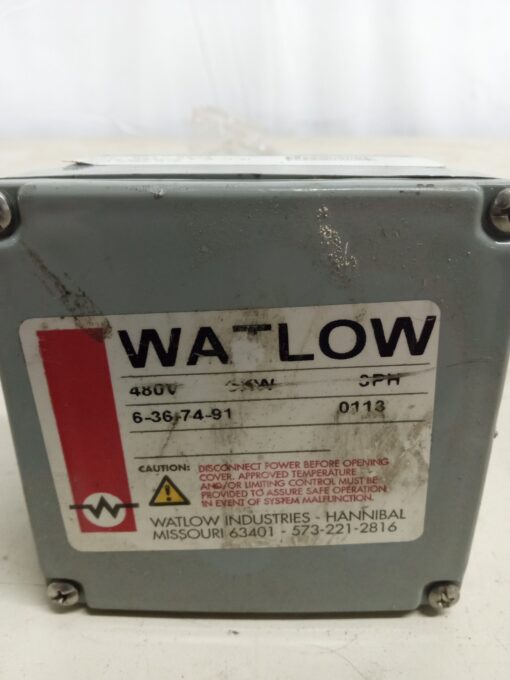 WATLOW
480V KW 3PH
6-36-74-91 0113
CAUTION: DISCONNECT POWER BEFORE OPENING
COVER. APPROVED TEMPERATURE
AND/OR LIMITING CONTROL MUST BE
PROVIDED TO ASSURE SAFE OPERATION
IN EVENT OF SYSTEM MALFUNCTION.
WATLOW INDUSTRIES - HANNIBAL
MISSOURI 63401 - 573-221-2816